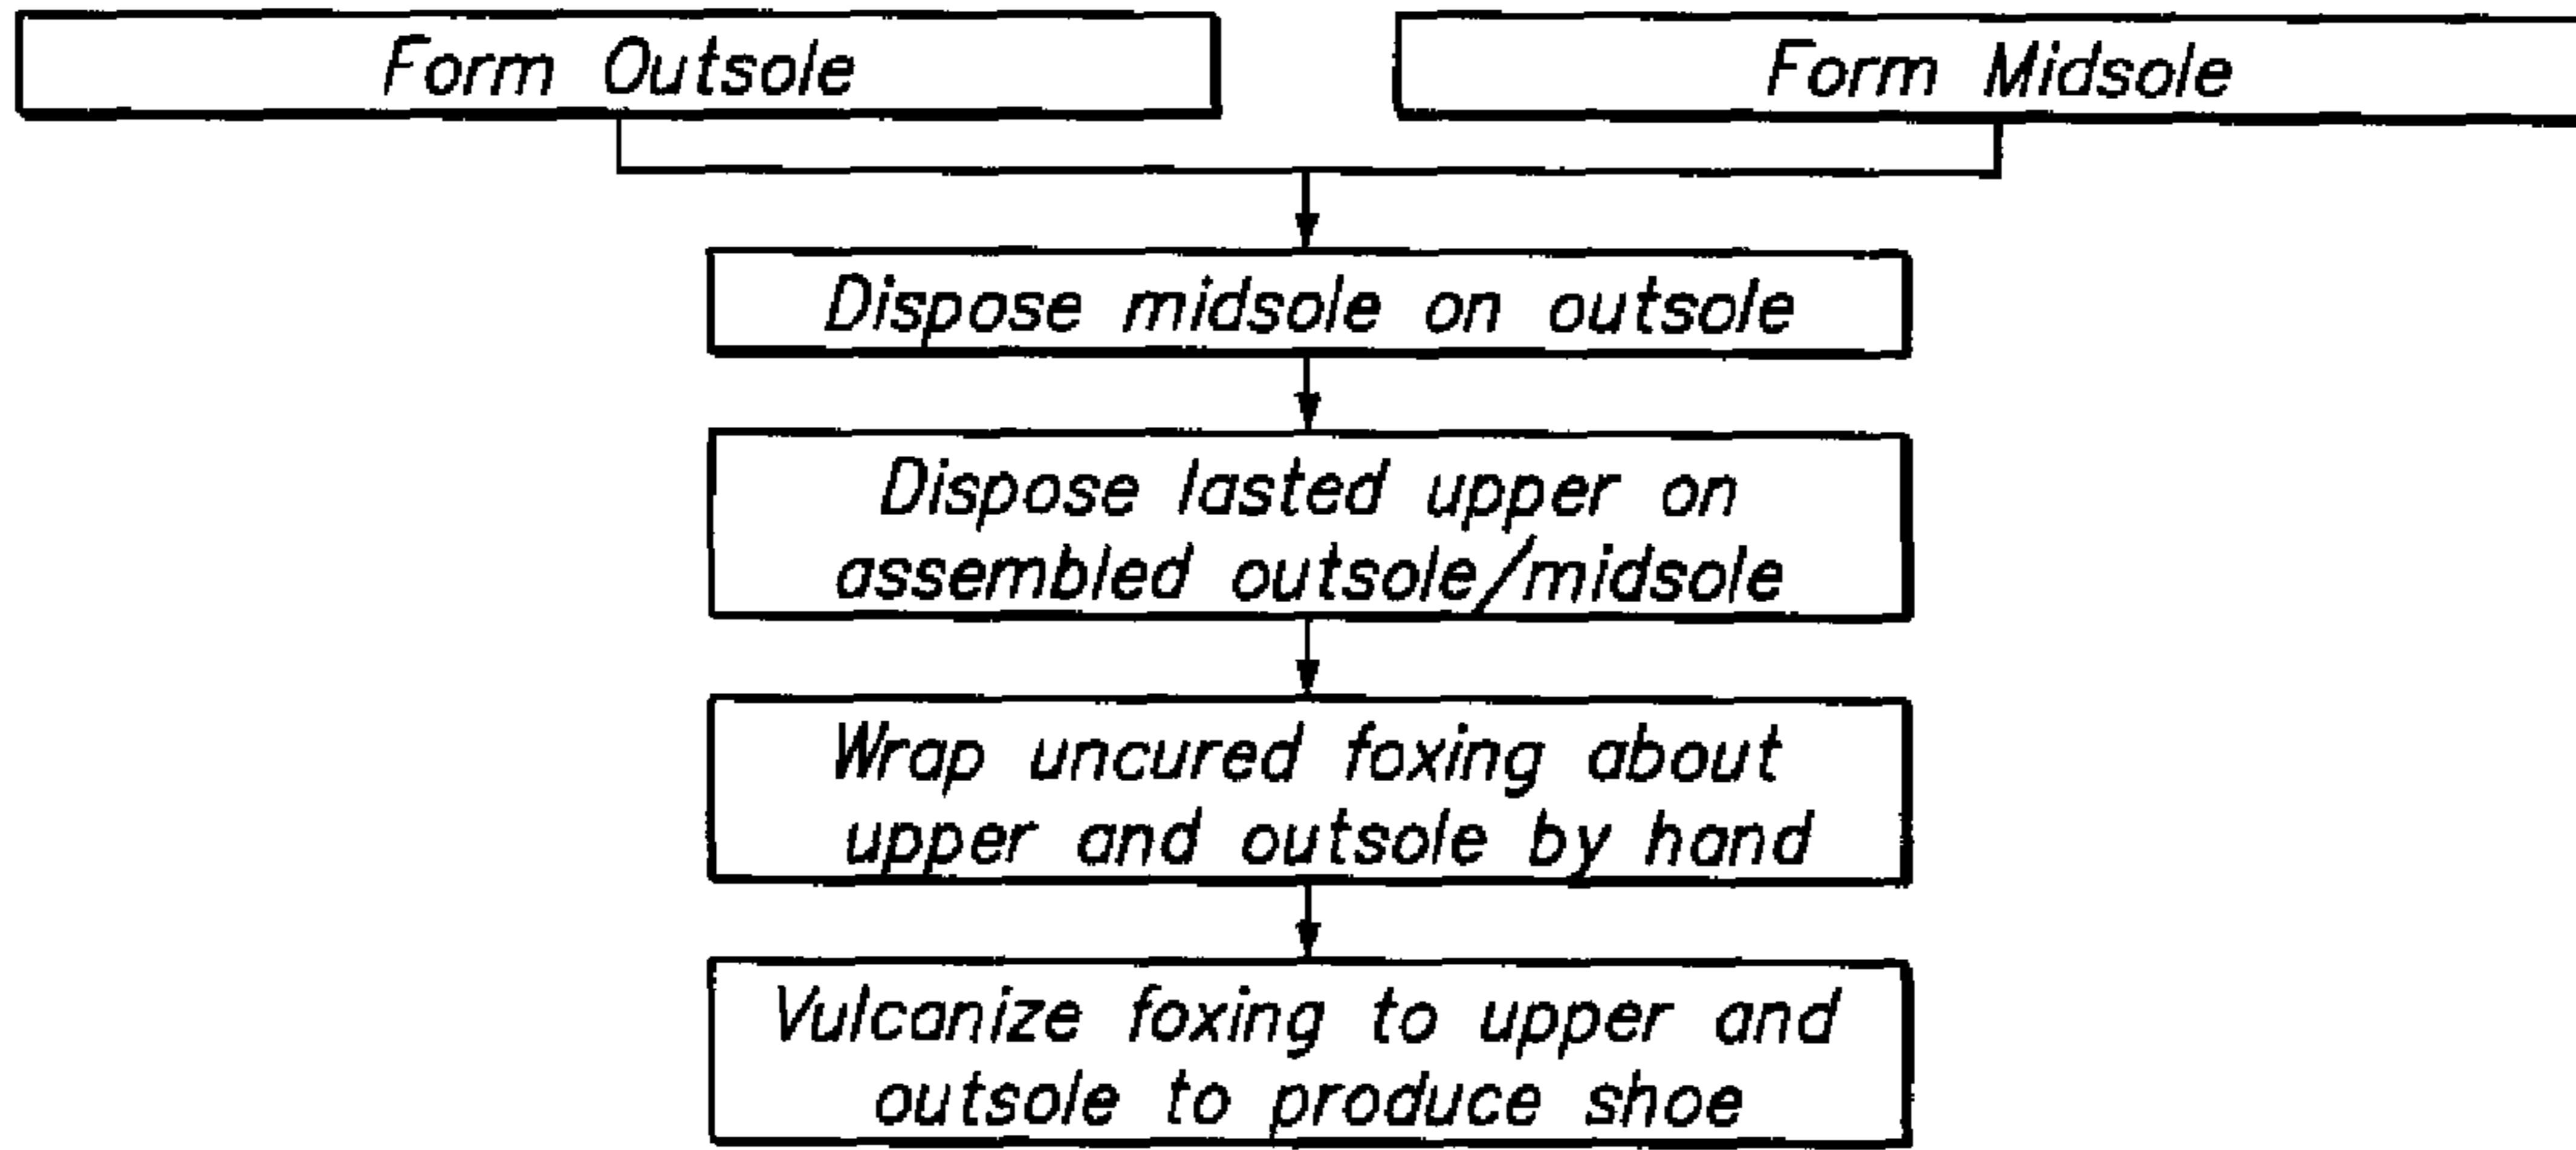 Form Outsole
Form Midsole
Dispose midsole on outsole
Dispose lasted upper on
assembled outsole/midsole
Wrap uncured foxing about
upper and outsole by hand
Vulcanize foxing to upper and
outsole to produce shoe